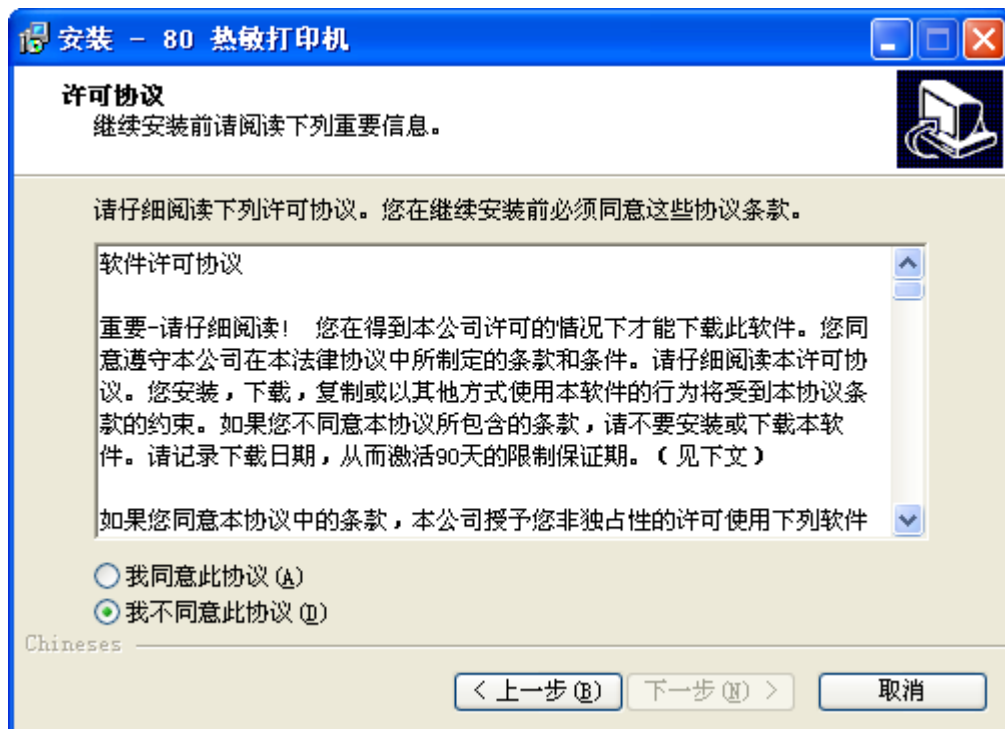 安装 - 80 热敏打印机
许可协议
继续安装前请阅读下列重要信息。
请仔细阅读下列许可协议。您在继续安装前必须同意这些协议条款。
软件许可协议
重要-请仔细阅读! 您在得到本公司许可的情况下才能下载此软件。您同
意遵守本公司在本法律协议中所制定的条款和条件。请仔细阅读本许可协
议。您安装,下载,复制或以其他方式使用本软件的行为将受到本协议条
款的约束。如果您不同意本协议所包含的条款,请不要安装或下载本软
件。请记录下载日期,从而激活90天的限制保证期。(见下文)
如果您同意本协议中的条款,本公司授予您非独占性的许可使用下列软件
我同意此协议(A)
我不同意此协议(D)
Chineses
< 上一步(B)
下一步(N) >
取消